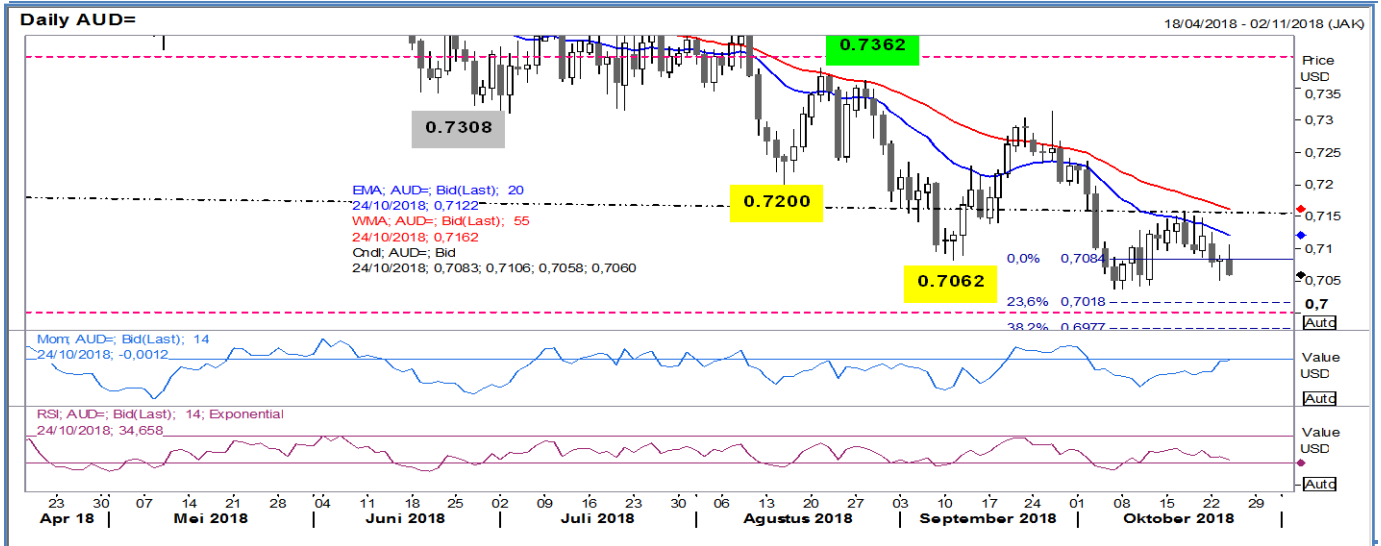 Daily AUD=
18/04/2018 - 02/11/2018 (JAK)
0.7362
Price
USD
0,735
0.7308
0,73
0,725
EMA; AUD=; Bid(Last); 20
24/10/2018; 0,7122
WMA; AUD=; Bid(Last); 55
24/10/2018; 0,7162
Cndl; AUD=; Bid
24/10/2018; 0,7083; 0,7106; 0,7058; 0,7060
0.7200
0,72
0,715
0,71
0.7062
0,0% 0,7084
0,705
23,6% 0,7018
0,7
38,2% 0,6977
Auto
Mom; AUD=; Bid(Last); 14
24/10/2018; -0,0012
Value
USD
Auto
RSI; AUD=; Bid(Last); 14; Exponential
24/10/2018; 34,658
Value
USD
Auto
23 30 07 14 21 28 04 11 18 25 02 09 16 23 30 06 13 20 27 03 10 17 24 01 08 15 22 29
Apr 18 Mei 2018 Juni 2018 Juli 2018 Agustus 2018 September 2018 Oktober 2018